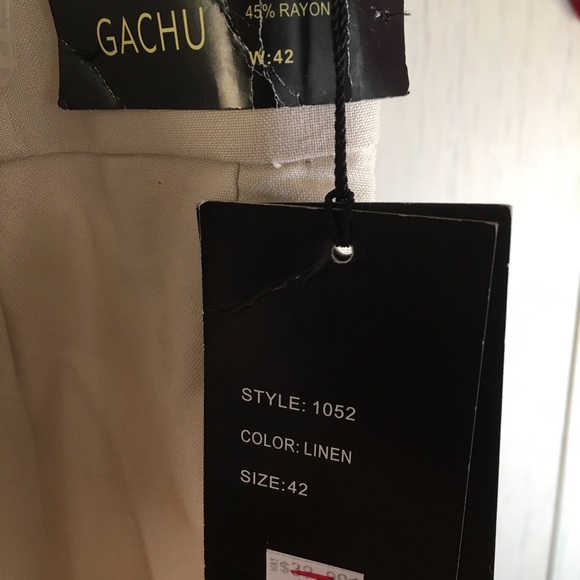 45% RAYON
GACHU
W:42
STYLE: 1052
COLOR: LINEN
SIZE:42